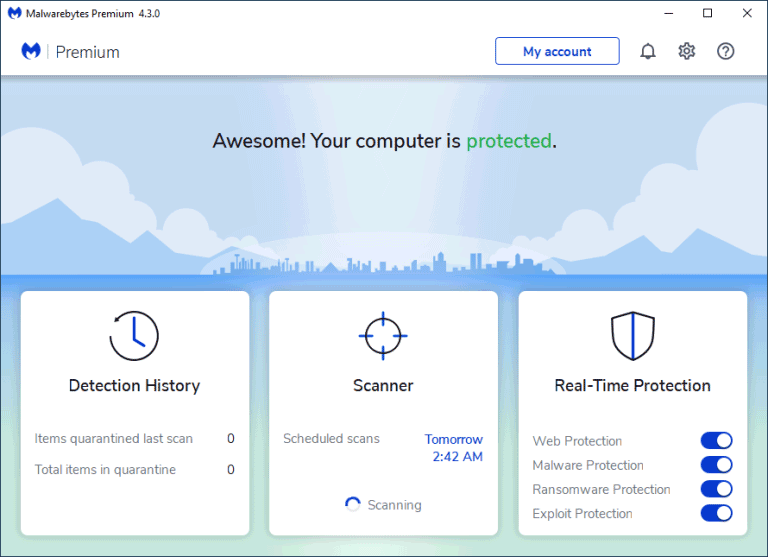 Malwarebytes Premium 4.3.0
Premium
My account
Awesome! Your computer is protected.
Detection History
Items quarantined last scan 0
Total items in quarantine 0
Scanner
Scheduled scans Tomorrow
2:42 AM
Scanning
Real-Time Protection
Web Protection
Malware Protection
Ransomware Protection
Exploit Protection